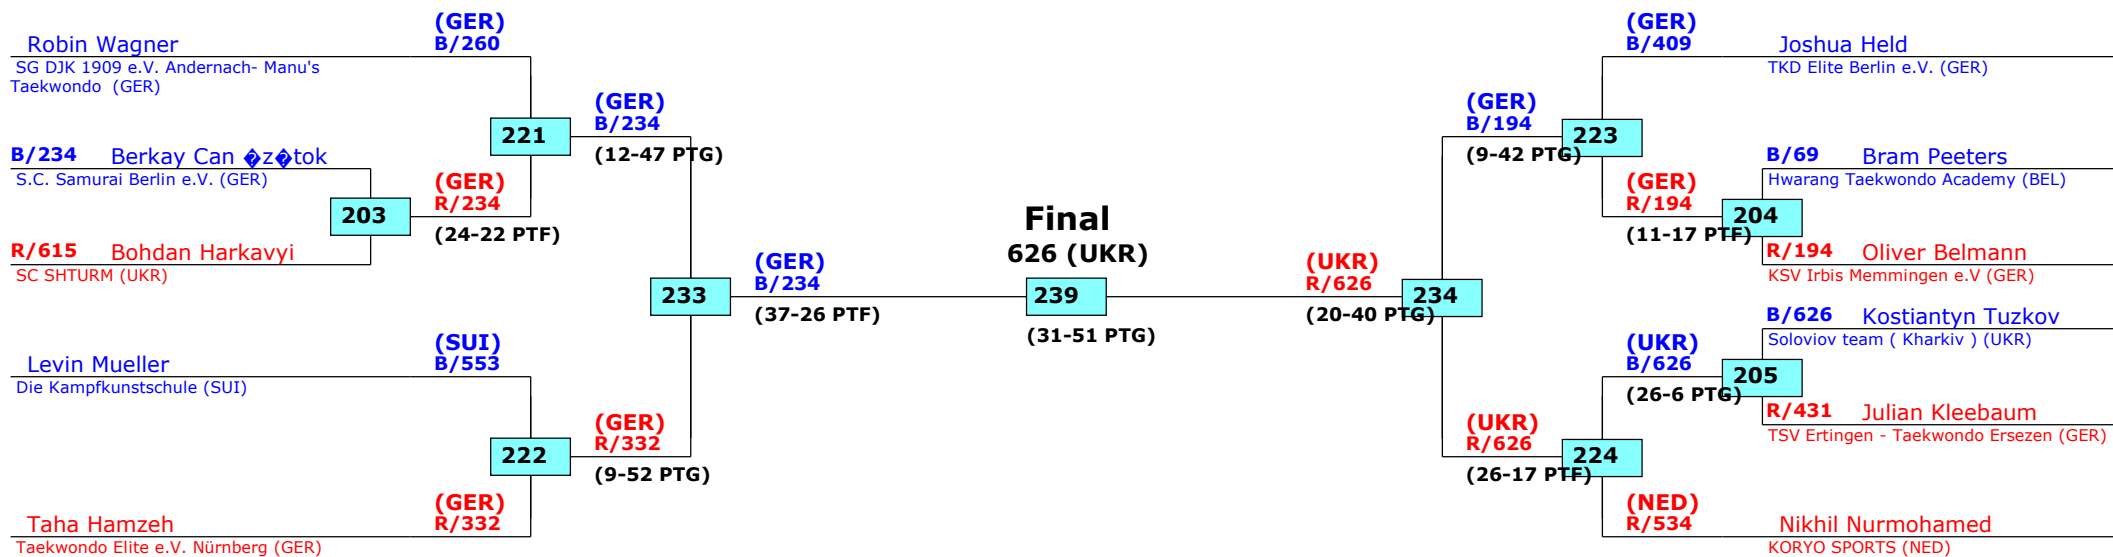 (GER)
B/260
Robin Wagner
SG DJK 1909 e.V. Andernach- Manu's
Taekwondo (GER)
221
(GER)
B/234
(12-47 PTG)
B/234 Berkay Can �z�tok
S.C. Samurai Berlin e.V. (GER)
203
(GER)
R/234
(24-22 PTF)
R/615 Bohdan Harkavyi
SC SHTURM (UKR)
233
(GER)
B/234
(37-26 PTF)
(SUI)
B/553
Levin Mueller
Die Kampfkunstschule (SUI)
222
(GER)
R/332
(9-52 PTG)
(GER)
R/332
Taha Hamzeh
Taekwondo Elite e.V. Nürnberg (GER)
Final
626 (UKR)
239
(31-51 PTG)
(UKR)
R/626
(20-40 PTG)
234
(GER)
B/194
(9-42 PTG)
223
(GER)
B/409
Joshua Held
TKD Elite Berlin e.V. (GER)
B/69 Bram Peeters
Hwarang Taekwondo Academy (BEL)
(GER)
R/194
(11-17 PTF)
204
R/194 Oliver Belmann
KSV Irbis Memmingen e.V (GER)
B/626 Kostiantyn Tuzkov
Soloviov team ( Kharkiv ) (UKR)
(UKR)
B/626
(26-6 PTG)
205
R/431 Julian Kleebaum
TSV Ertingen - Taekwondo Ersezen (GER)
(UKR)
R/626
(26-17 PTF)
224
(NED)
R/534
Nikhil Nurmohamed
KORYO SPORTS (NED)